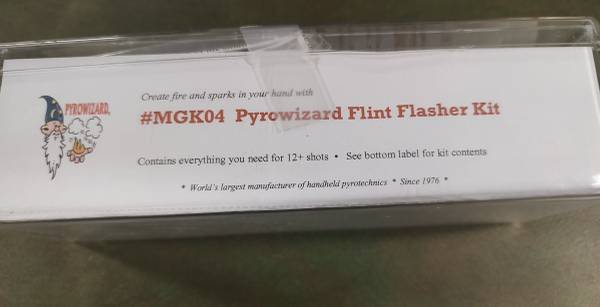 PYROWIZARD,
Create fire and sparks in your hand with
#MGK04 Pyrowizard Flint Flasher Kit
Contains everything you need for 12+ shots • See bottom label for kit contents
* World's largest manufacturer of handheld pyrotechnics * Since 1976 *